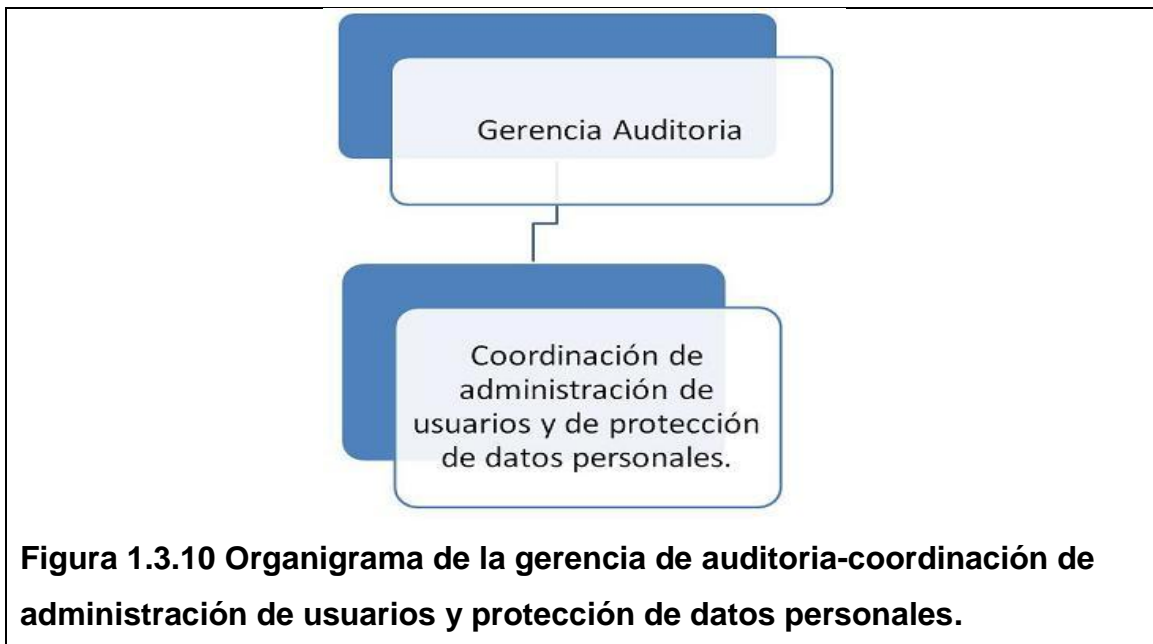 Gerencia Auditoria
Coordinación de
administración de
usuarios y de protección
de datos personales.
Figura 1.3.10 Organigrama de la gerencia de auditoria-coordinación de
administración de usuarios y protección de datos personales.